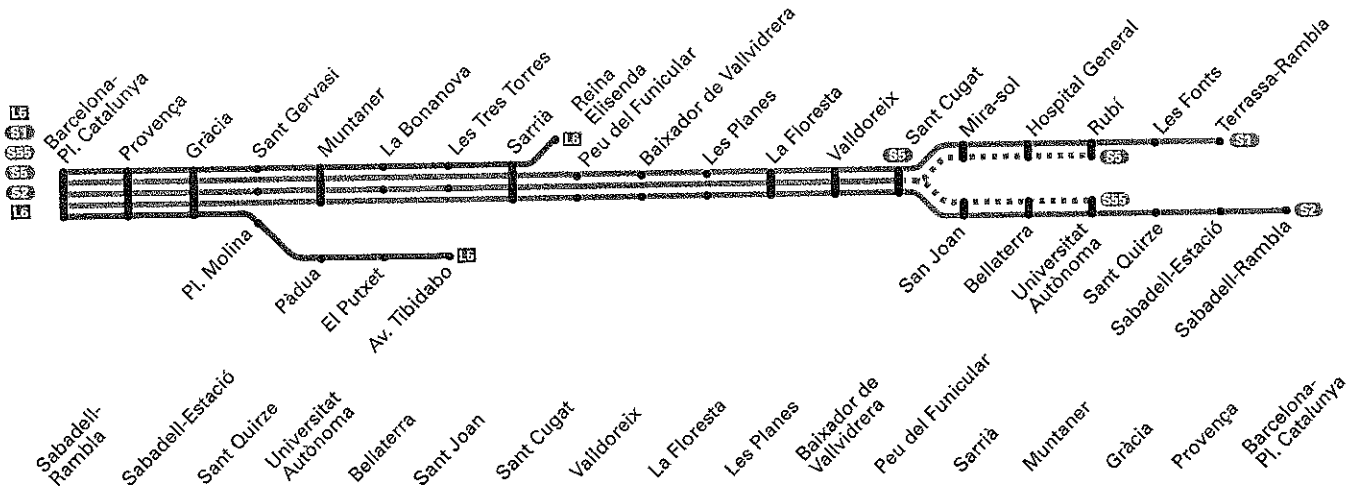 L6
S1
S55
S5
S2
L6
Barcelona-
Pl. Catalunya
Provença
Gràcia
Sant Gervasi
Muntaner
La Bonanova
Les Tres Torres
Sarrià
Reina
Elisenda
L6
Peu del Funicular
Baixador de Vallvidrera
Les Planes
La Floresta
Valldoreix
Sant Cugat
S5
Mira-sol
Hospital General
Rubí
S5
Les Fonts
Terrassa-Rambla
S1
Pl. Molina
Pàdua
El Putxet
Av. Tibidabo
L6
San Joan
Bellaterra
Universitat
Autònoma
S55
Sant Quirze
Sabadell-Estació
Sabadell-Rambla
S2
Sabadell-
Rambla
Sabadell-Estació
Sant Quirze
Universitat
Autònoma
Bellaterra
Sant Joan
Sant Cugat
Valldoreix
La Floresta
Les Planes
Baixador de
Vallvidrera
Peu del Funicular
Sarrià
Muntaner
Gràcia
Provença
Barcelona-
Pl. Catalunya